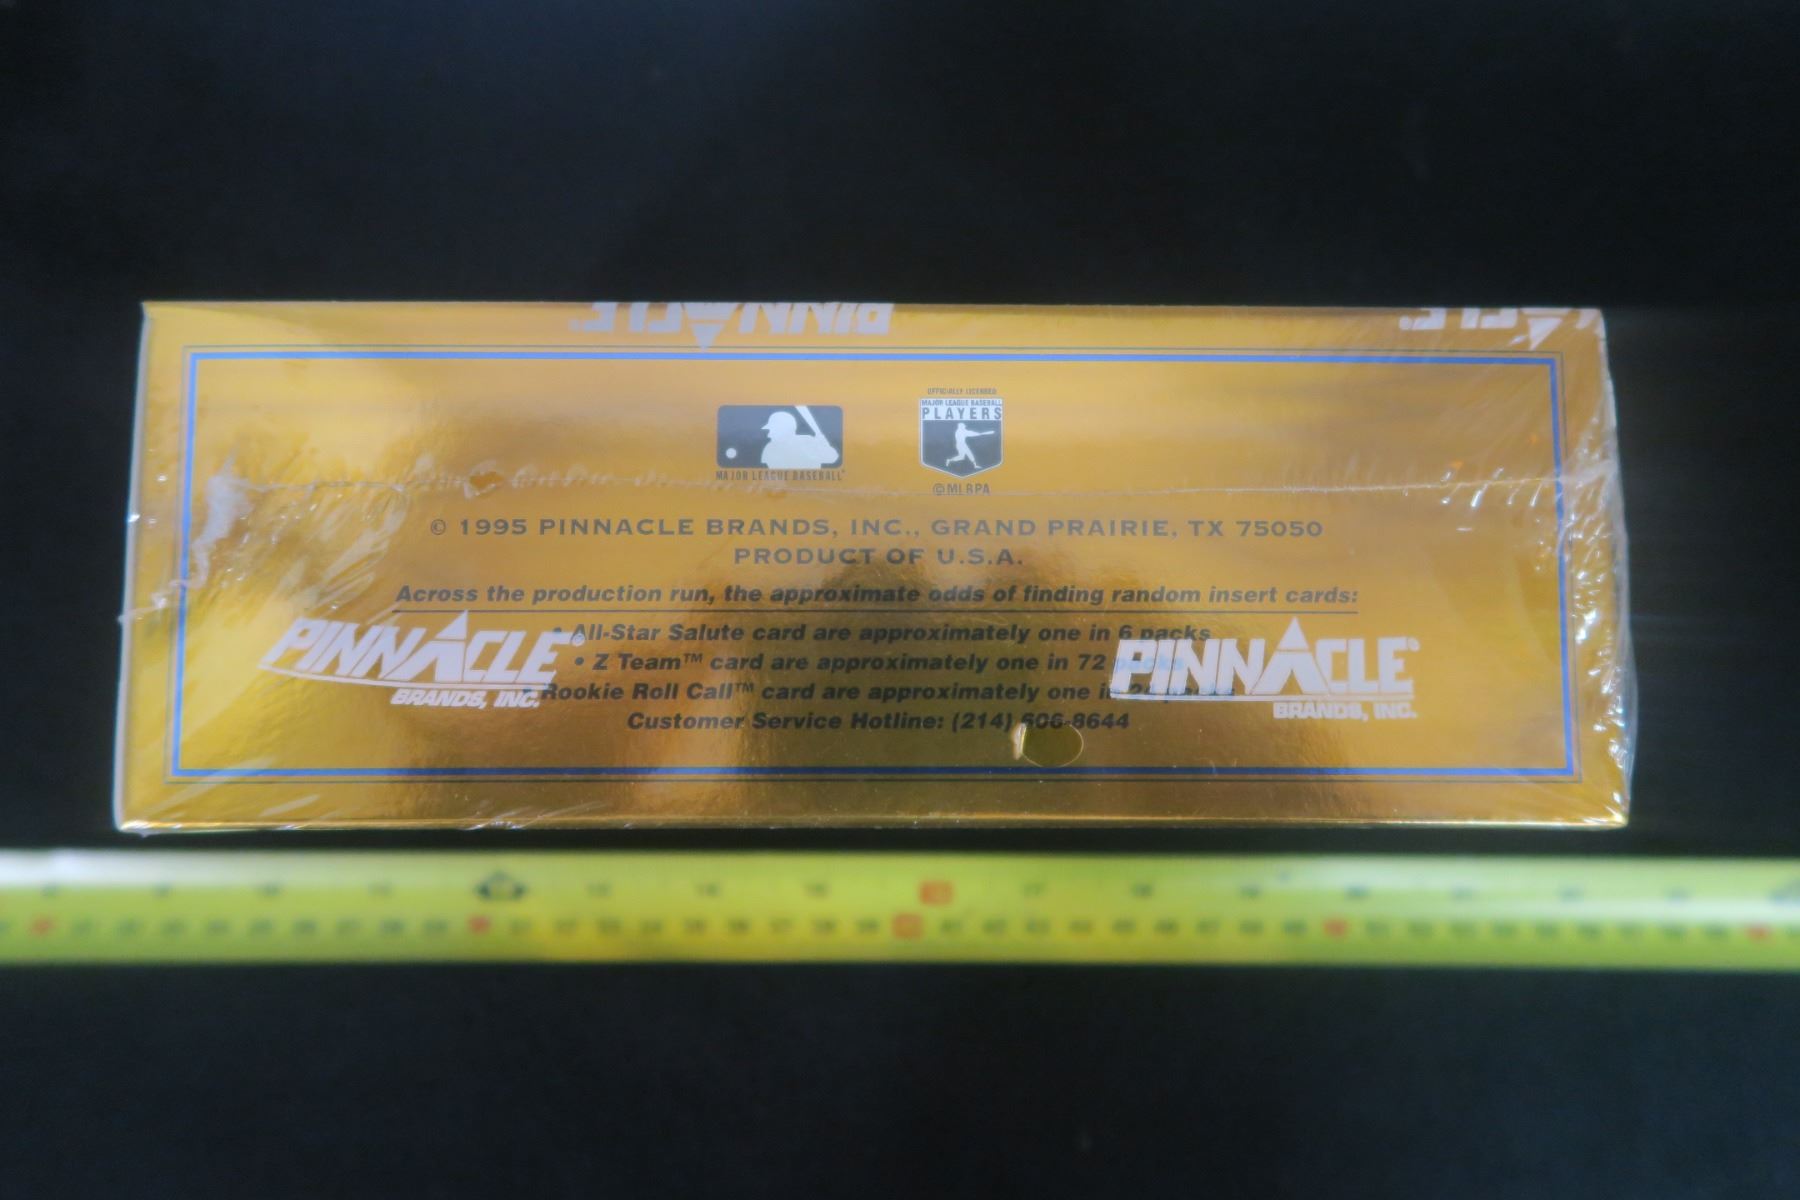 PINNACLE
OFFICIALLY LICENSED
MAJOR LEAGUE BASEBALL
PLAYERS
MAJOR LEAGUE BASEBALL
© MLBPA
© 1995 PINNACLE BRANDS, INC., GRAND PRAIRIE, TX 75050
PRODUCT OF U.S.A.
Across the production run, the approximate odds of finding random insert cards:
• All-Star Salute card are approximately one in 6 packs
• Z Team™ card are approximately one in 72 packs
Rookie Roll Call™ card are approximately one in
Customer Service Hotline: (214) 606-8644
PINNACLE®
BRANDS, INC.
PINNACLE®
BRANDS, INC.